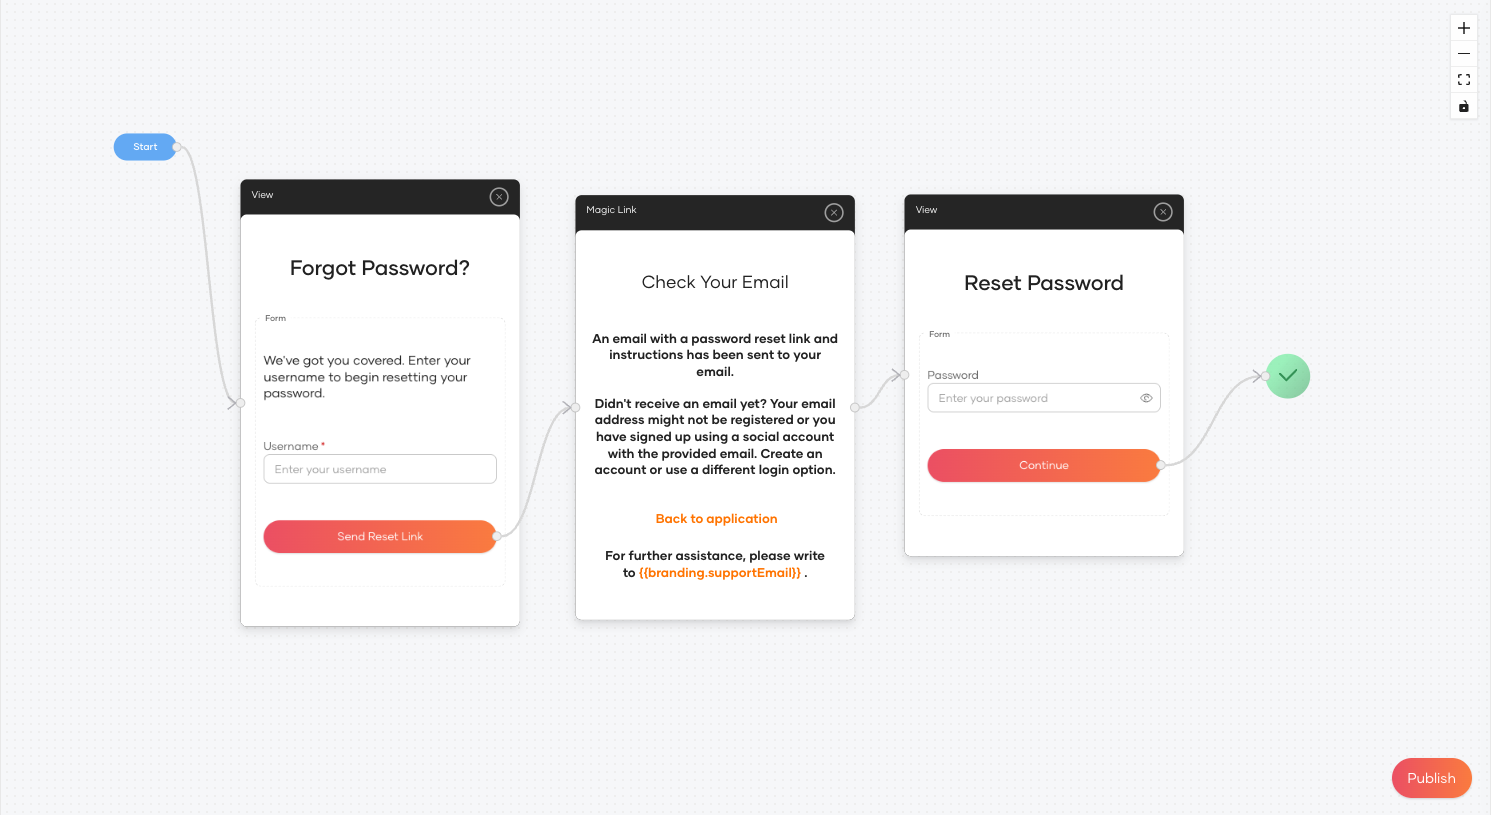 Start
View
Forgot Password?
Form
We've got you covered. Enter your
username to begin resetting your
password.
Username *
Enter your username
Send Reset Link
Magic Link
Check Your Email
An email with a password reset link and
instructions has been sent to your
email.
Didn't receive an email yet? Your email
address might not be registered or you
have signed up using a social account
with the provided email. Create an
account or use a different login option.
Back to application
For further assistance, please write
to {{branding.supportEmail}} .
View
Reset Password
Form
Password
Enter your password
Continue
Publish